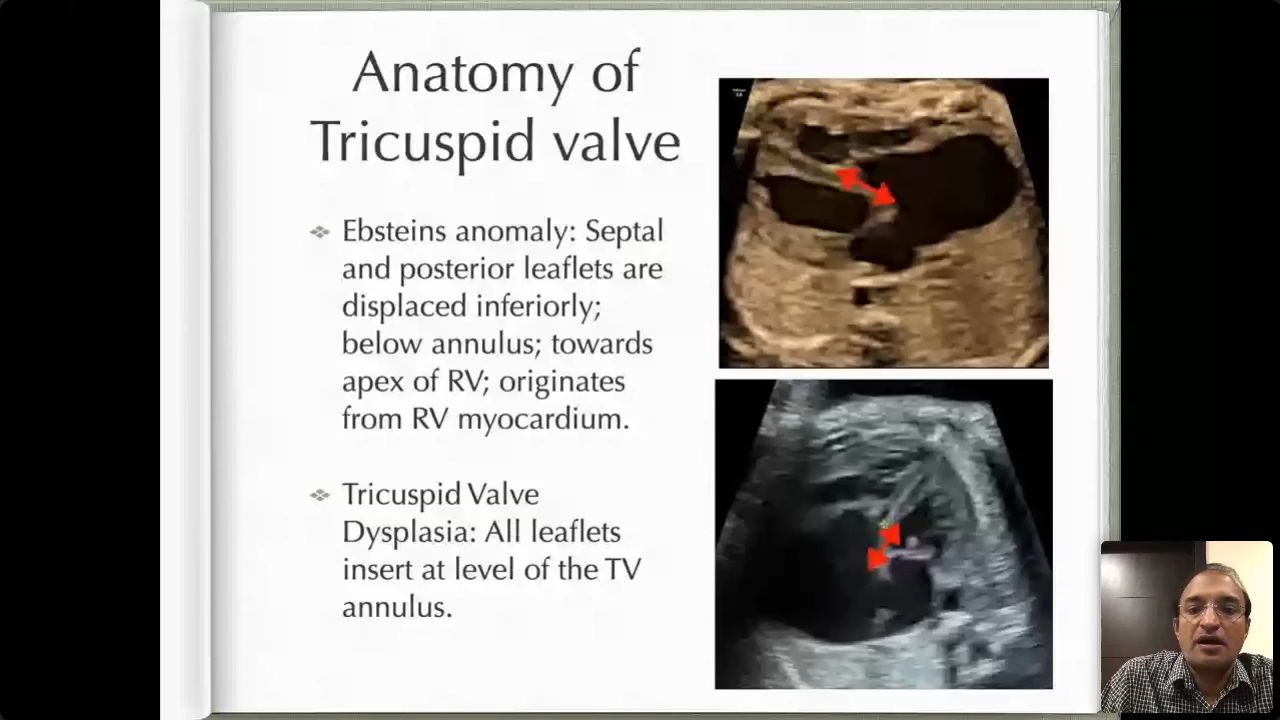 Anatomy of
Tricuspid valve
Ebsteins anomaly: Septal
and posterior leaflets are
displaced inferiorly;
below annulus; towards
apex of RV; originates
from RV myocardium.
Tricuspid Valve
Dysplasia: All leaflets
insert at level of the TV
annulus.